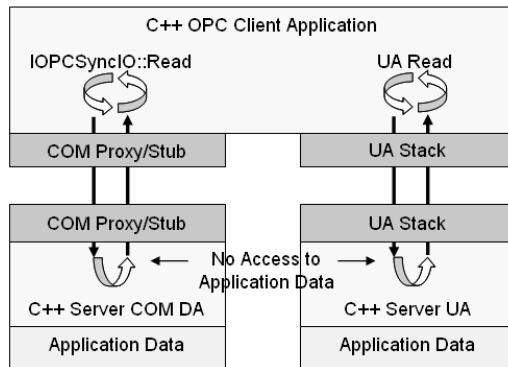 C++ OPC Client Application
IOPCSyncIO::Read
UA Read
COM Proxy/Stub
UA Stack
COM Proxy/Stub
UA Stack
No Access to
Application Data
C++ Server COM DA
C++ Server UA
Application Data
Application Data